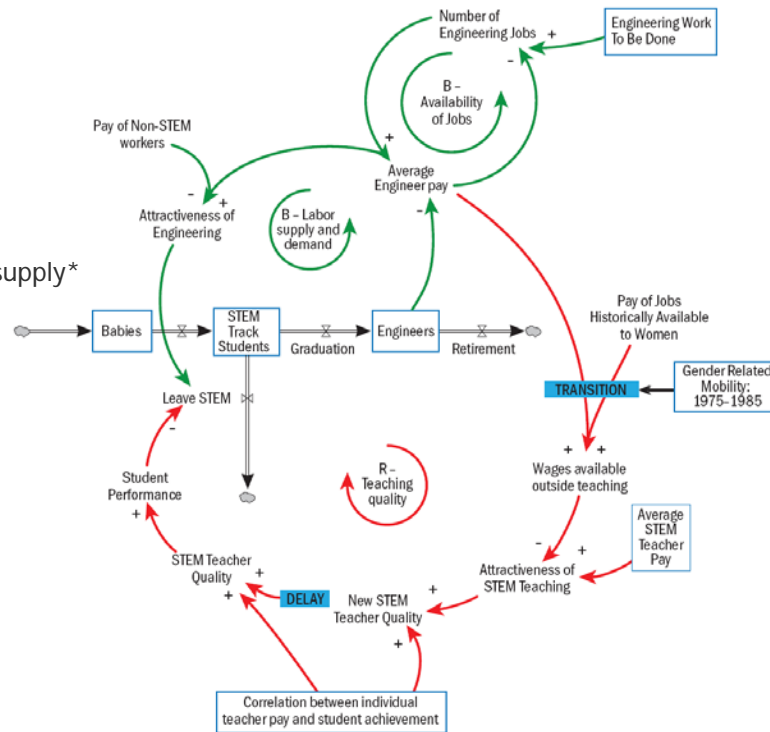 Number of
Engineering Jobs
+
-
Engineering Work
To Be Done
B –
Availability
of Jobs
Pay of Non-STEM
workers
+
Average
Engineer pay
-
- +
Attractiveness of
Engineering
B – Labor
supply and
demand
supply*
Babies
STEM
Track
Students
Graduation
Engineers
Retirement
Pay of Jobs
Historically Available
to Women
TRANSITION
Gender Related
Mobility:
1975–1985
Leave STEM
-
R –
Teaching
quality
+ +
Wages available
outside teaching
Student
Performance
+
Average
STEM
Teacher
Pay
- +
Attractiveness of
STEM Teaching
STEM Teacher
Quality
+
+
DELAY
New STEM
Teacher Quality
+
+
Correlation between individual
teacher pay and student achievement